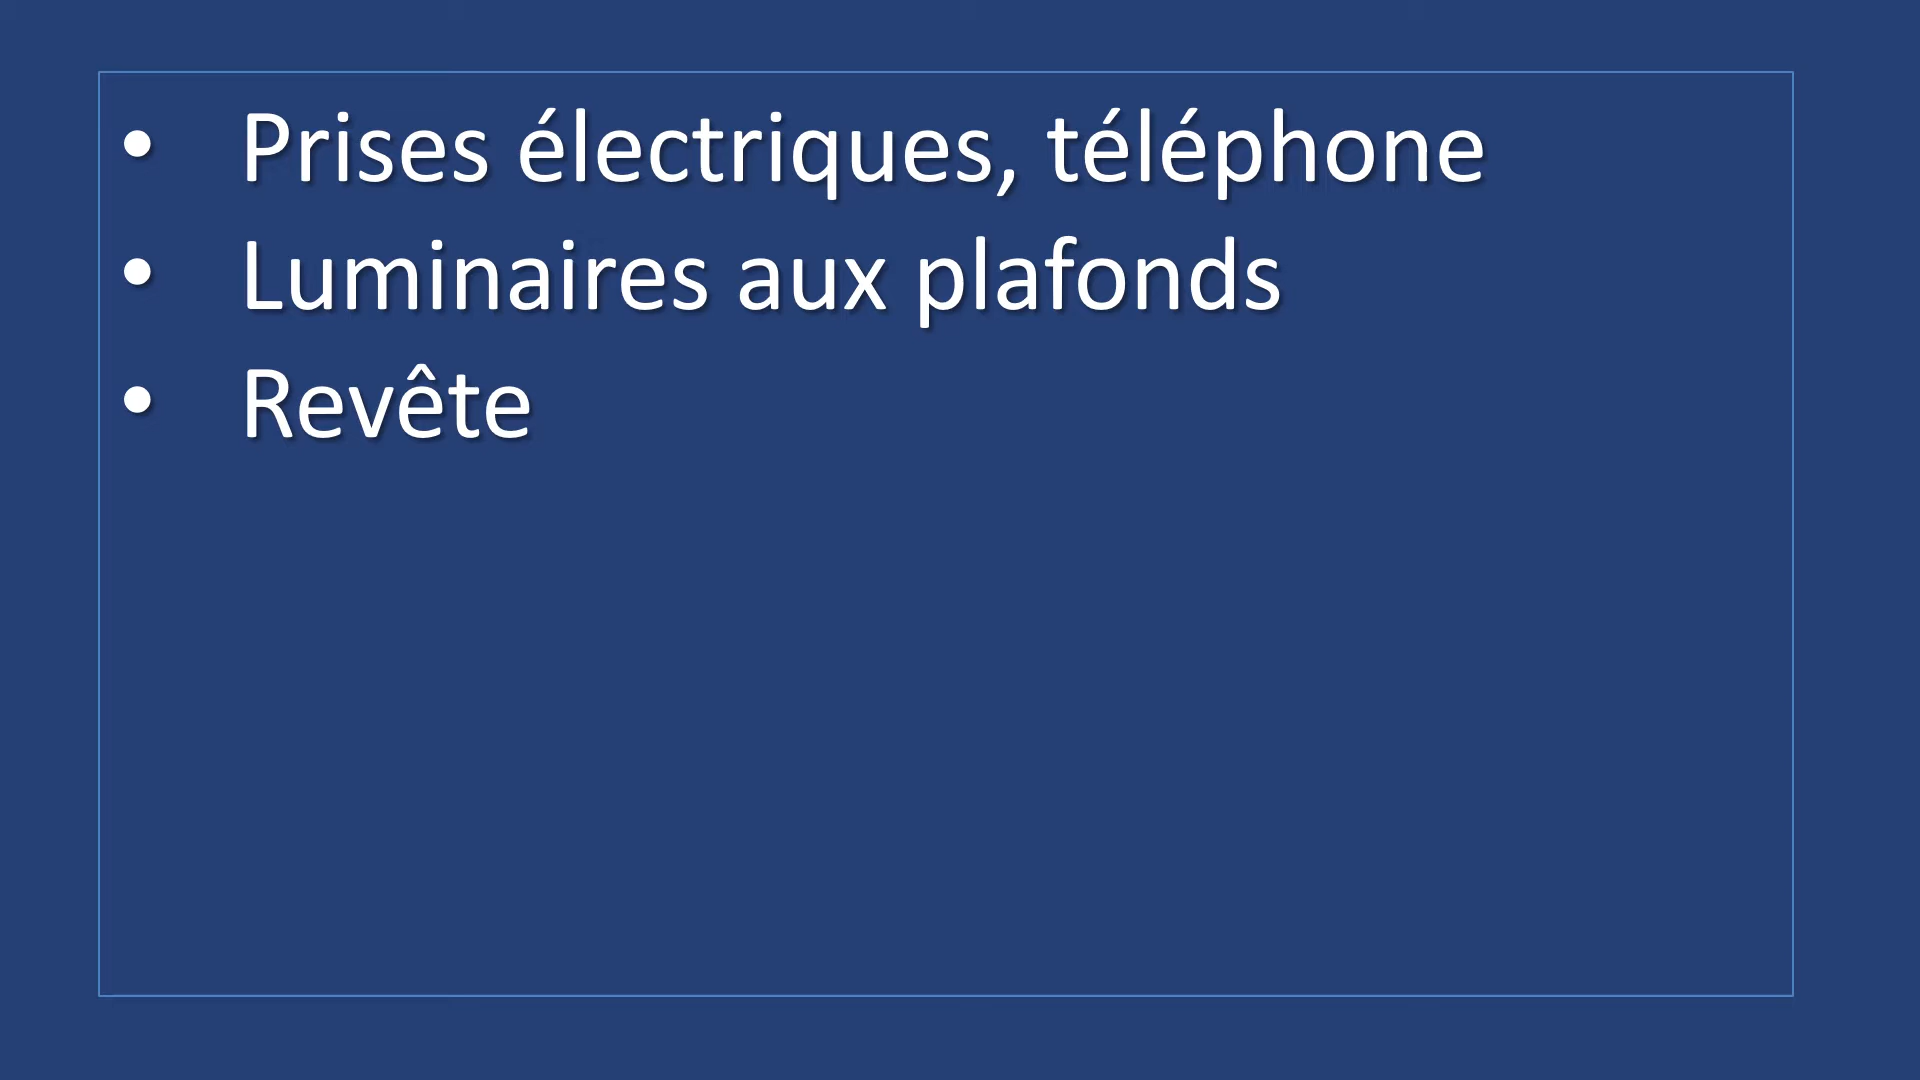 • Prises électriques, téléphone
• Luminaires aux plafonds
• Revête